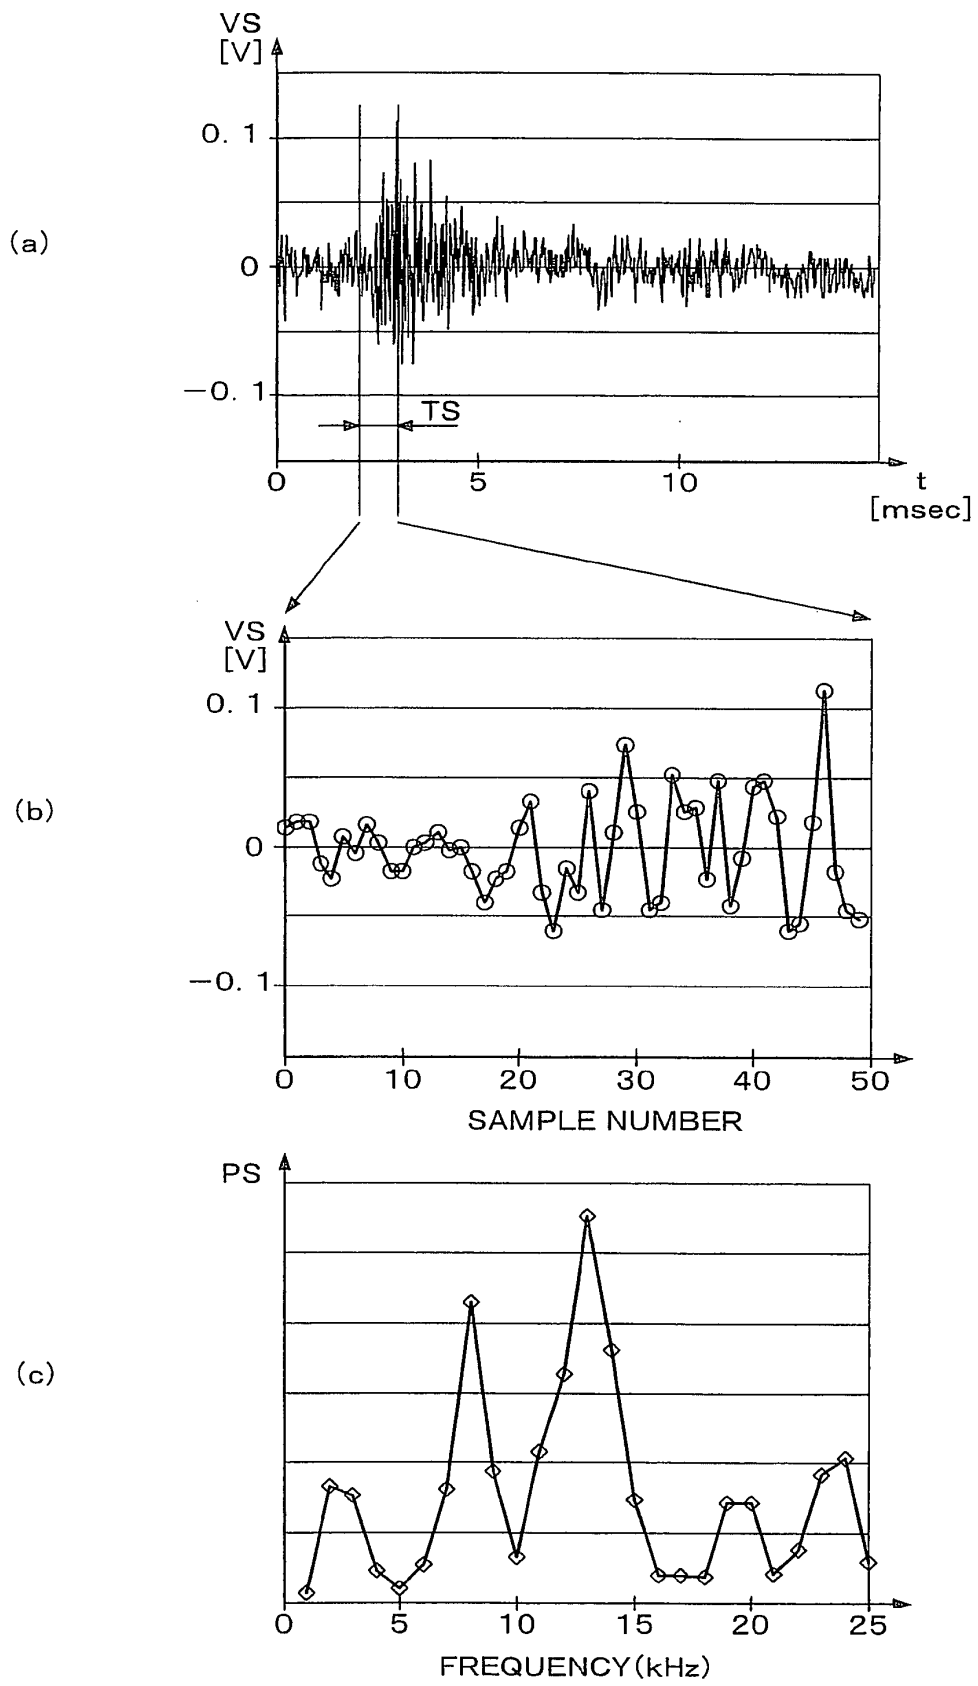 VS
[V]
0. 1
(a)
0
−0. 1
TS
0 5 10 t
[msec]
VS
[V]
0. 1
(b)
0
−0. 1
0 10 20 30 40 50
SAMPLE NUMBER
PS
(c)
0 5 10 15 20 25
FREQUENCY(kHz)